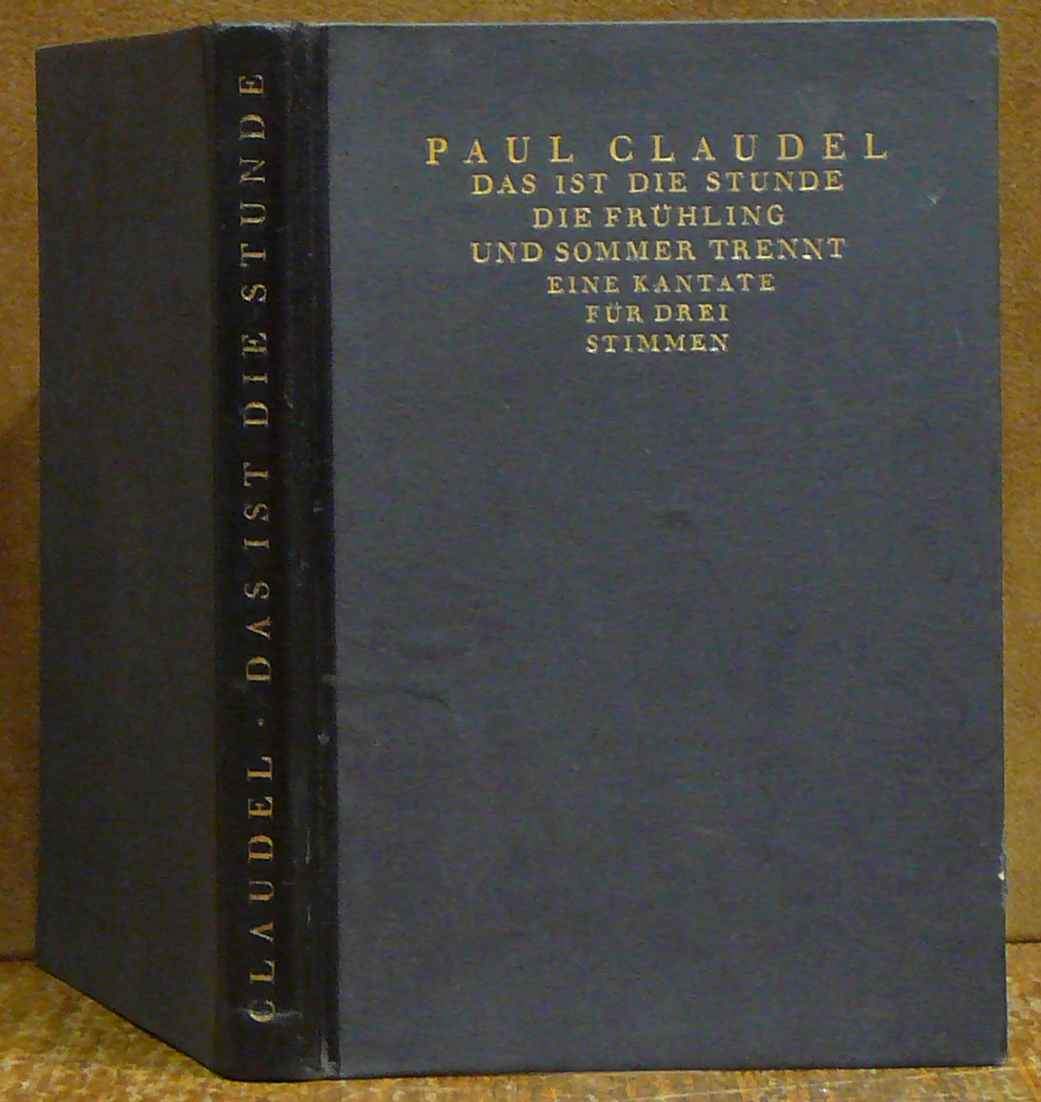 CLAUDEL · DAS IST DIE STUNDE
PAUL CLAUDEL
DAS IST DIE STUNDE
DIE FRÜHLING
UND SOMMER TRENNT
EINE KANTATE
FÜR DREI
STIMMEN